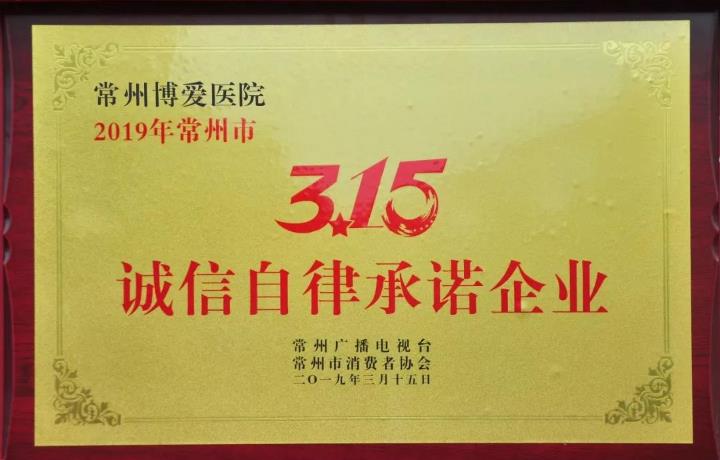 常州博爱医院
2019年常州市
3.15
诚信自律承诺企业
常州广播电视台
常州市消费者协会
二〇一九年三月十五日